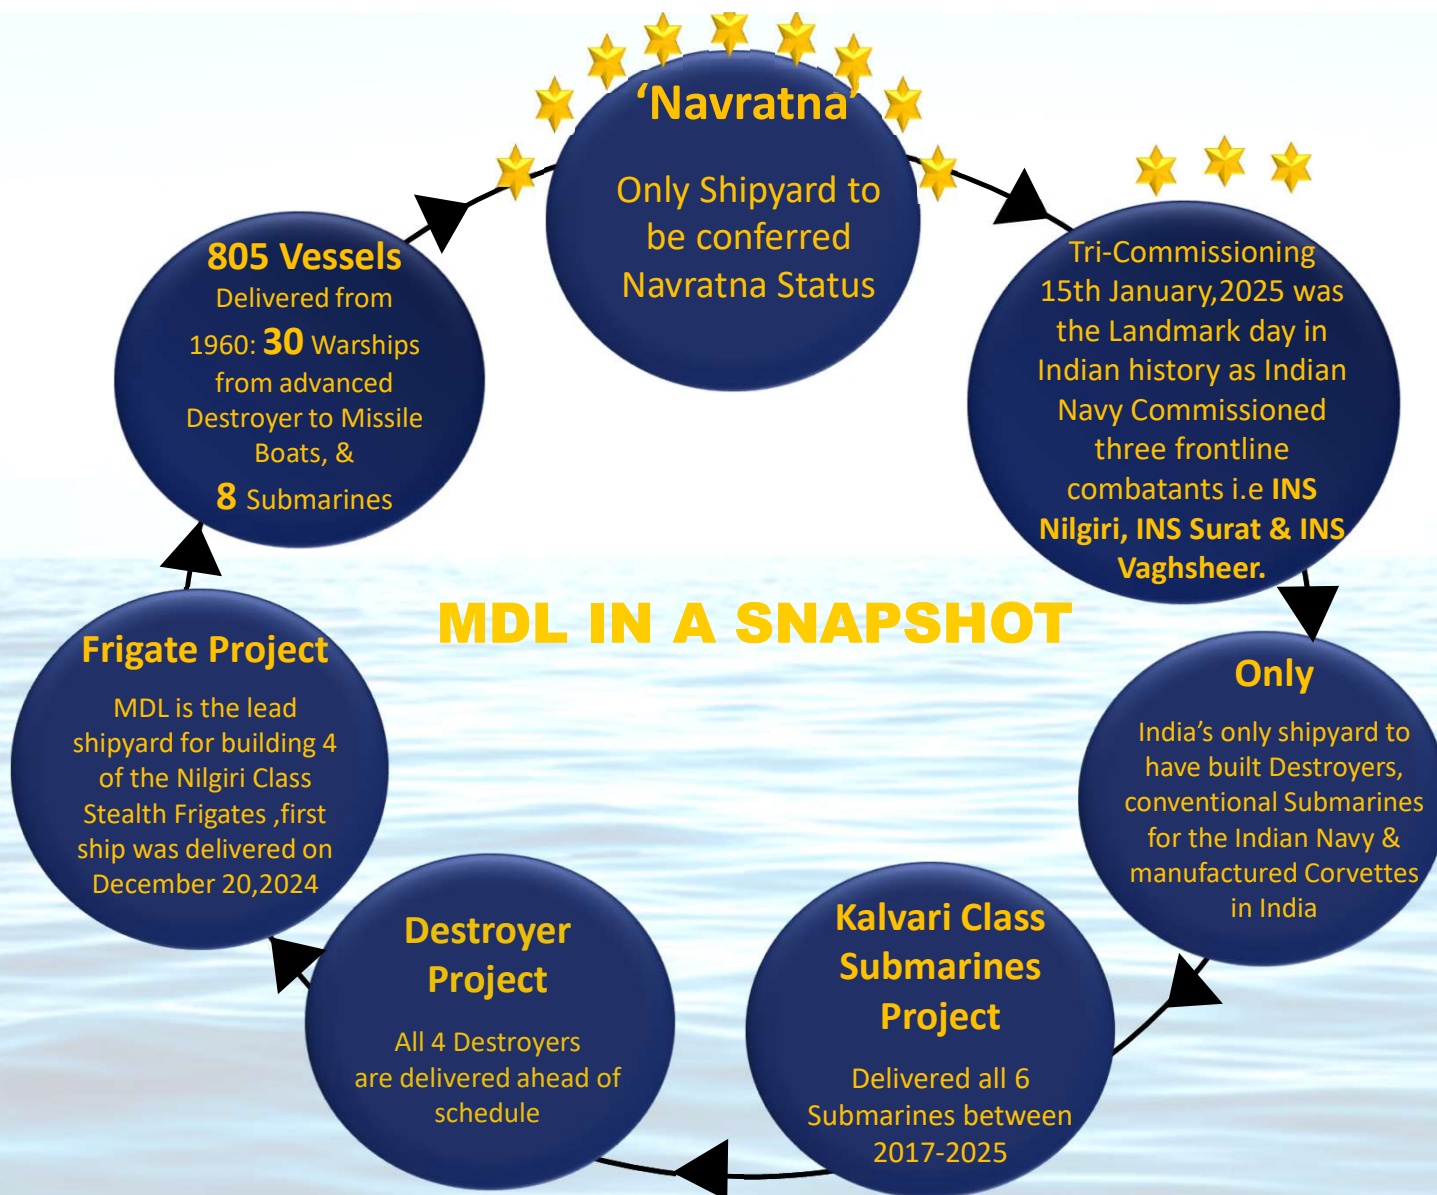 ‘Navratna’
Only Shipyard to
be conferred
Navratna Status
Tri-Commissioning
15th January,2025 was
the Landmark day in
Indian history as Indian
Navy Commissioned
three frontline
combatants i.e INS
Nilgiri, INS Surat & INS
Vaghsheer.
Only
India’s only shipyard to
have built Destroyers,
conventional Submarines
for the Indian Navy &
manufactured Corvettes
in India
Kalvari Class
Submarines
Project
Delivered all 6
Submarines between
2017-2025
Destroyer
Project
All 4 Destroyers
are delivered ahead of
schedule
Frigate Project
MDL is the lead
shipyard for building 4
of the Nilgiri Class
Stealth Frigates ,first
ship was delivered on
December 20,2024
805 Vessels
Delivered from
1960: 30 Warships
from advanced
Destroyer to Missile
Boats, &
8 Submarines
MDL IN A SNAPSHOT